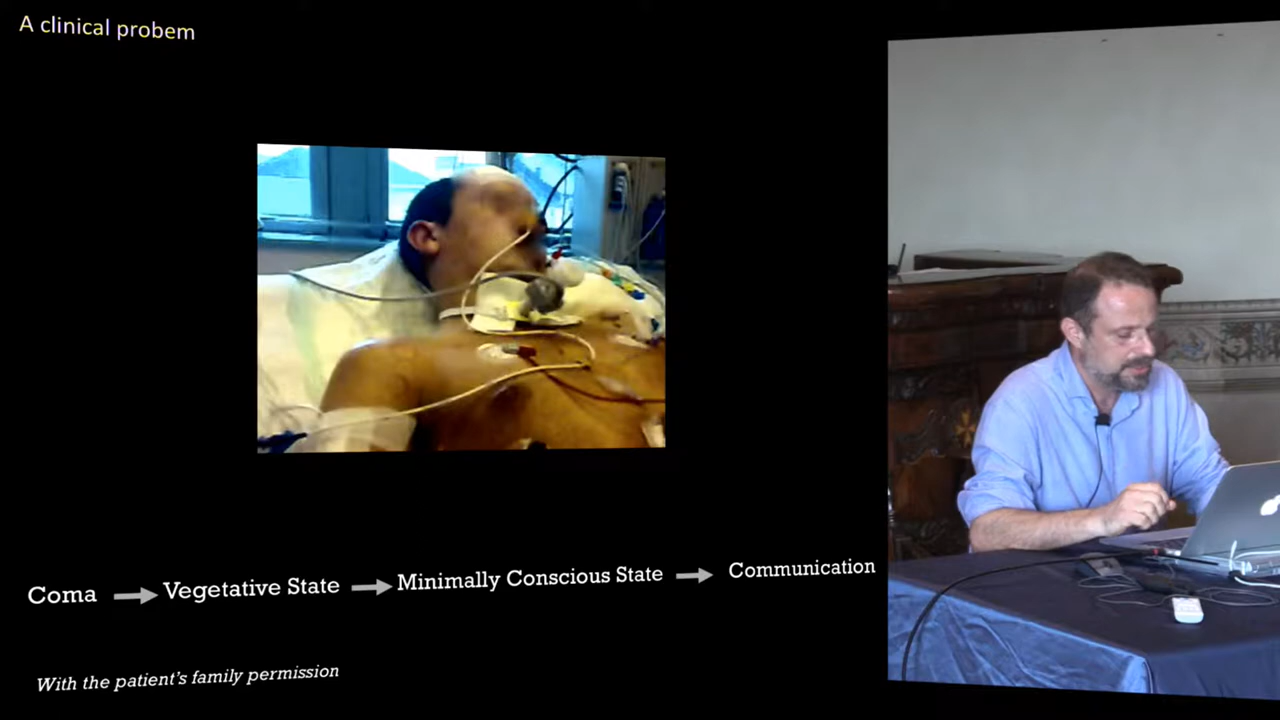 A clinical probem
Coma Vegetative State Minimally Conscious State Communication
With the patient's family permission